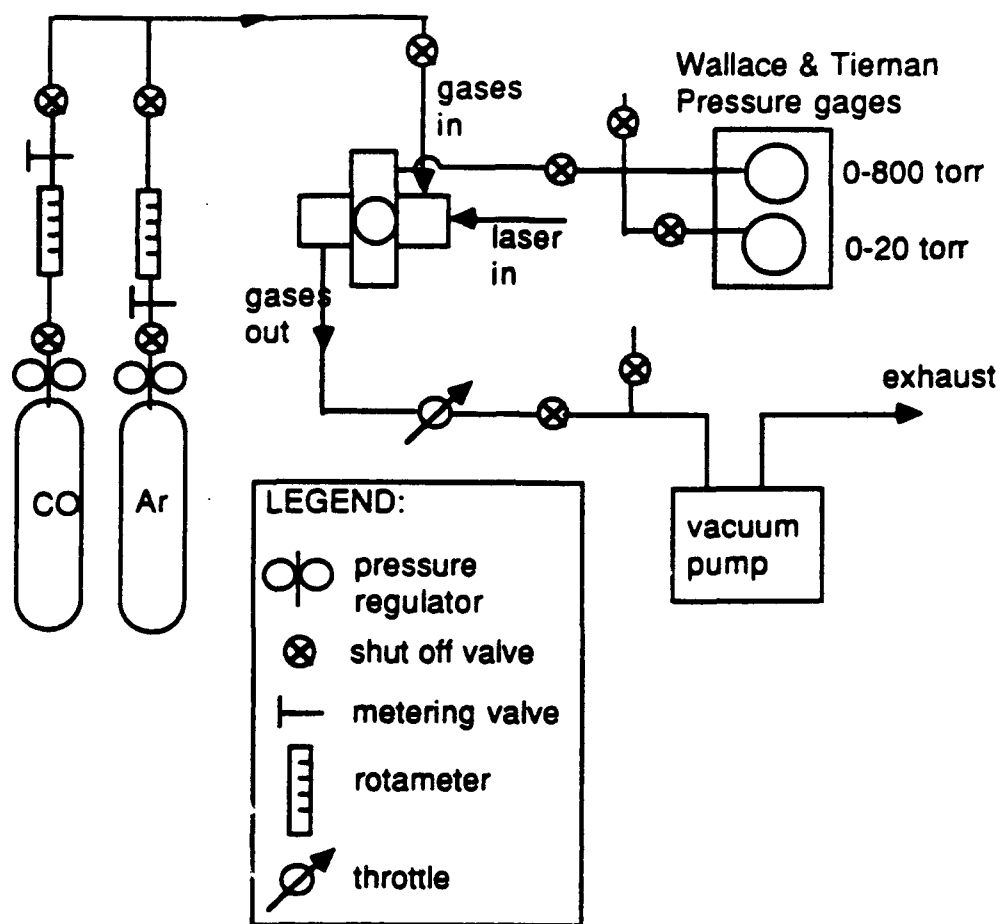 Wallace & Tiernan
Pressure gages
gases
in
0-800 torr
laser
in
0-20 torr
gases
out
exhaust
CO
Ar
LEGEND:
vacuum
pump
pressure
regulator
shut off valve
metering valve
rotameter
throttle